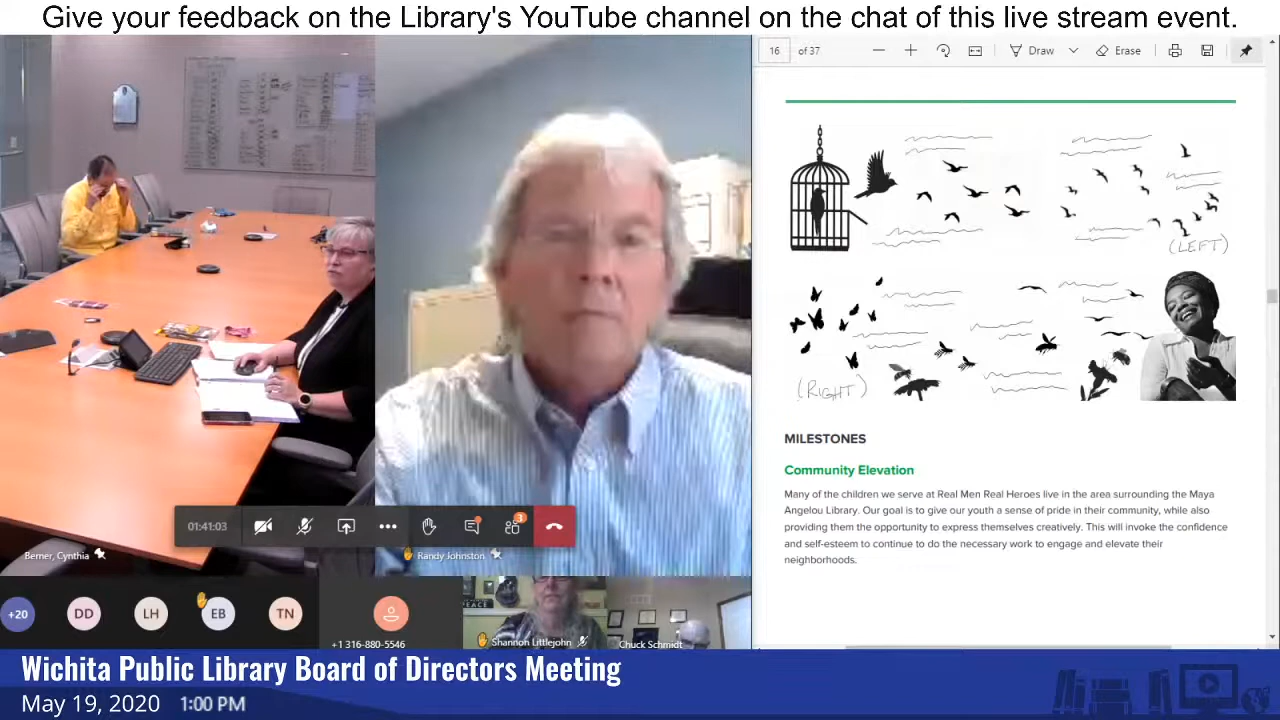 Give your feedback on the Library's YouTube channel on the chat of this live stream event.
16 of 37
Draw
Erase
(LEFT)
(RIGHT)
MILESTONES
Community Elevation
Many of the children we serve at Real Men Real Heroes live in the area surrounding the Maya
Angelou Library. Our goal is to give our youth a sense of pride in their community, while also
providing them the opportunity to express themselves creatively. This will invoke the confidence
and self-esteem to continue to do the necessary work to engage and elevate their
neighborhoods.
01:41:03
3
Berner, Cynthia
Randy Johnston
+20
DD
LH
EB
TN
+1 316-880-5546
PEACE
Shannon Littlejohn
Chuck Schmidt
Wichita Public Library Board of Directors Meeting
May 19, 2020 1:00 PM